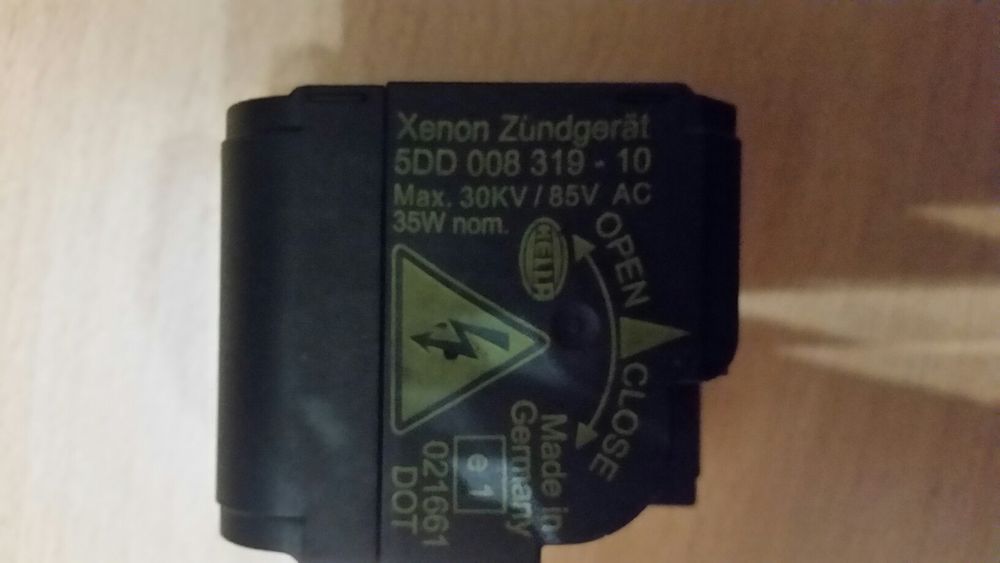 Xenon Zündgerät
5DD 008 319 - 10
Max. 30KV / 85V AC
35W nom.
HELLA
OPEN
CLOSE
Made in
Germany
e 1
021661
DOT